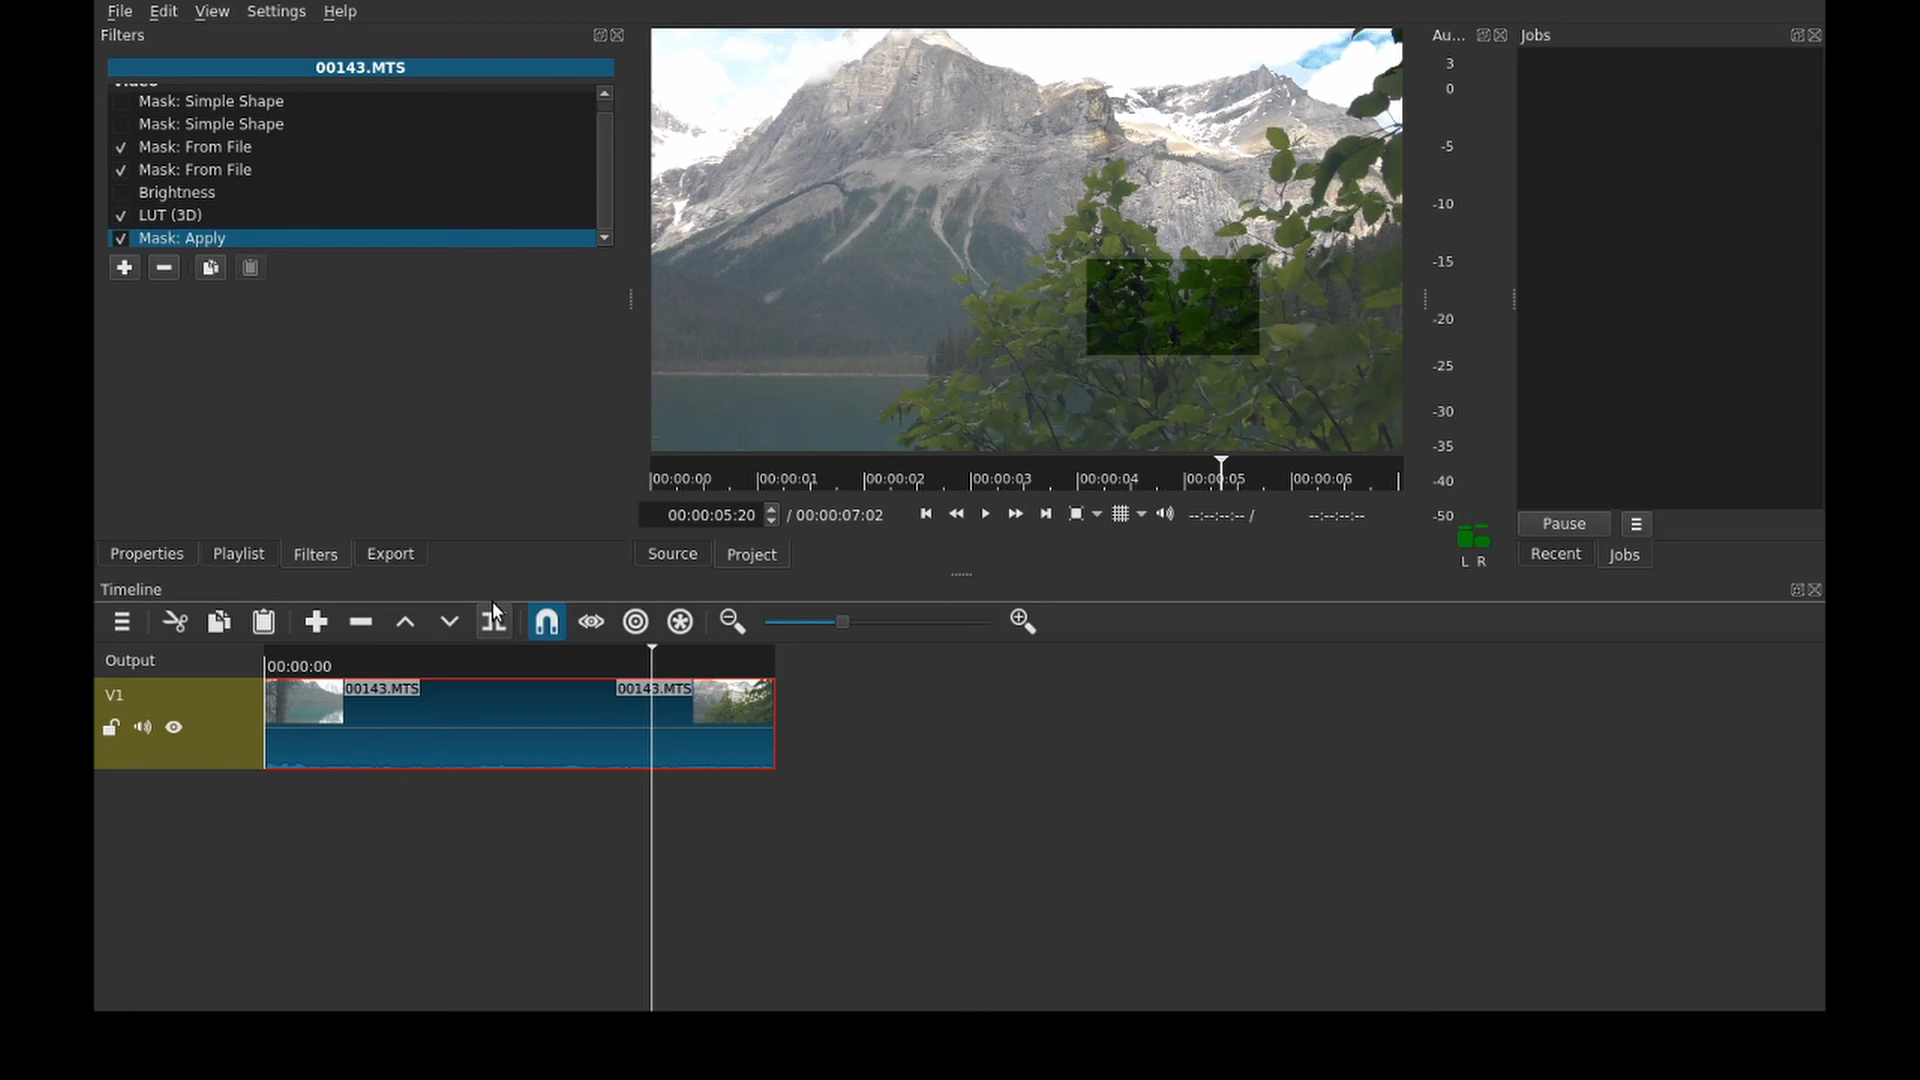 File Edit View Settings Help
Filters
00143.MTS
Video
Mask: Simple Shape
Mask: Simple Shape
Mask: From File
Mask: From File
Brightness
LUT (3D)
Mask: Apply
Properties Playlist Filters Export
00:00:00 00:00:01 00:00:02 00:00:03 00:00:04 00:00:05 00:00:06
00:00:05:20 / 00:00:07:02 --:--:--:-- / --:--:--:--
Source Project
Au...
3
0
-5
-10
-15
-20
-25
-30
-35
-40
-50
L R
Jobs
Pause
Recent Jobs
Timeline
Output
00:00:00
V1
00143.MTS 00143.MTS